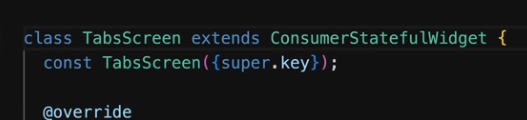 class TabsScreen extends ConsumerStatefulWidget {
const TabsScreen({super.key});
@override